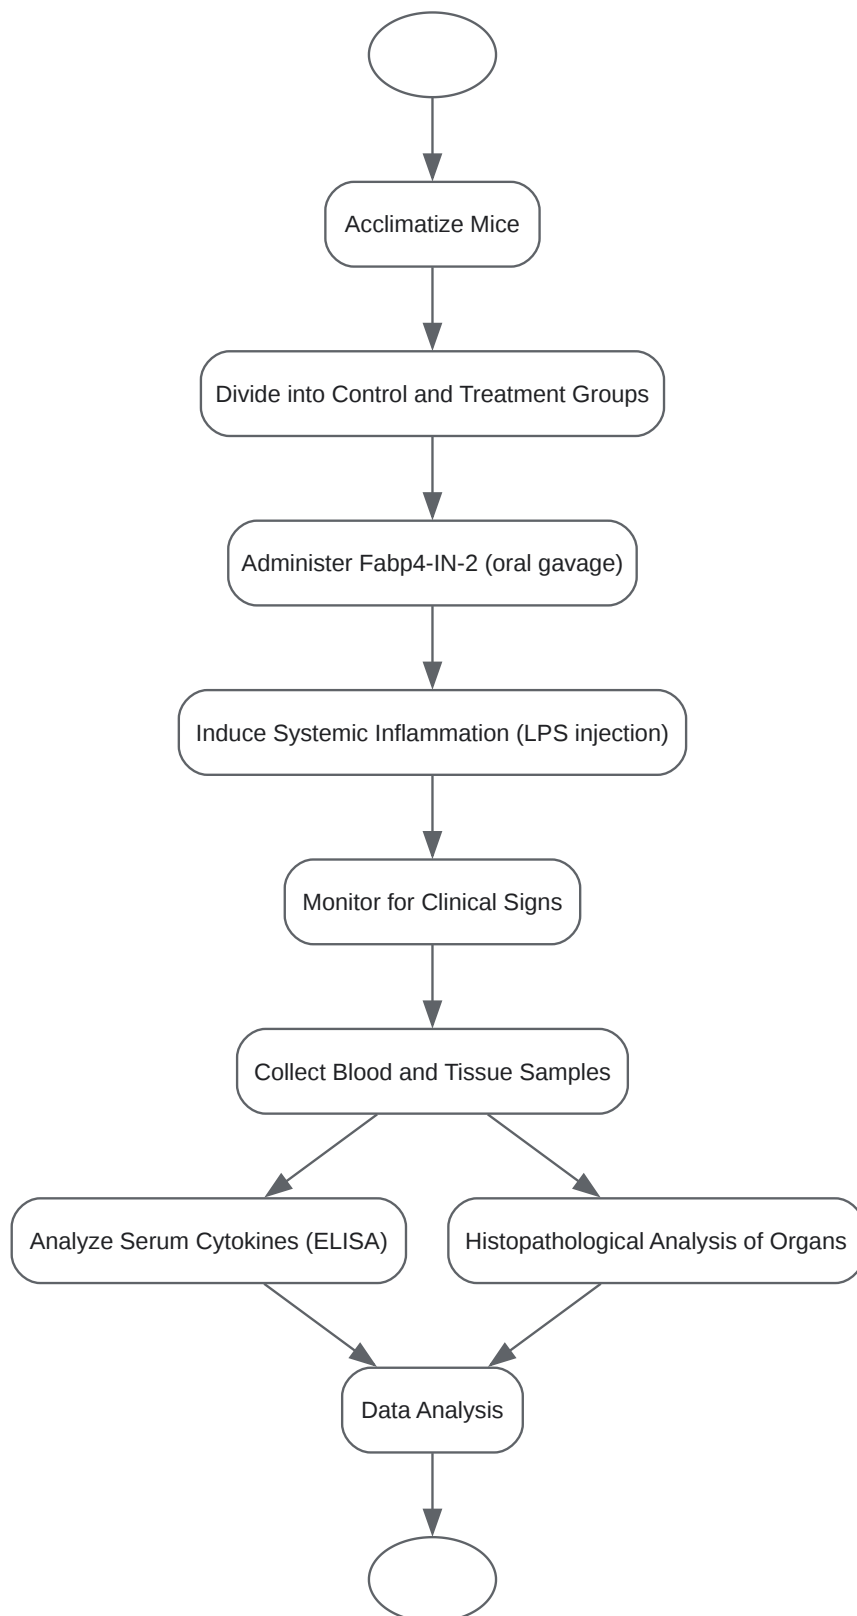 Acclimatize Mice
Divide into Control and Treatment Groups
Administer Fabp4-IN-2 (oral gavage)
Induce Systemic Inflammation (LPS injection)
Monitor for Clinical Signs
Collect Blood and Tissue Samples
Analyze Serum Cytokines (ELISA)
Histopathological Analysis of Organs
Data Analysis